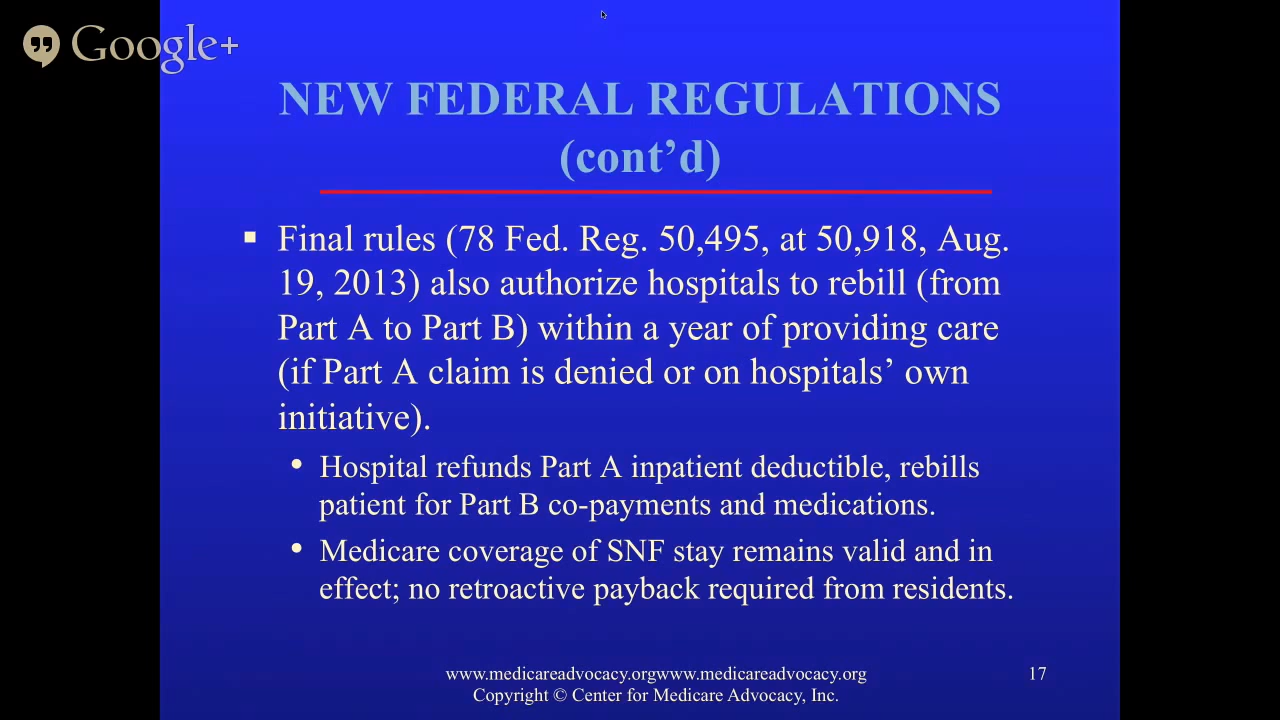 Google+
NEW FEDERAL REGULATIONS
(cont’d)
▪ Final rules (78 Fed. Reg. 50,495, at 50,918, Aug.
19, 2013) also authorize hospitals to rebill (from
Part A to Part B) within a year of providing care
(if Part A claim is denied or on hospitals’ own
initiative).
• Hospital refunds Part A inpatient deductible, rebills
patient for Part B co-payments and medications.
• Medicare coverage of SNF stay remains valid and in
effect; no retroactive payback required from residents.
www.medicareadvocacy.orgwww.medicareadvocacy.org
Copyright © Center for Medicare Advocacy, Inc.
17